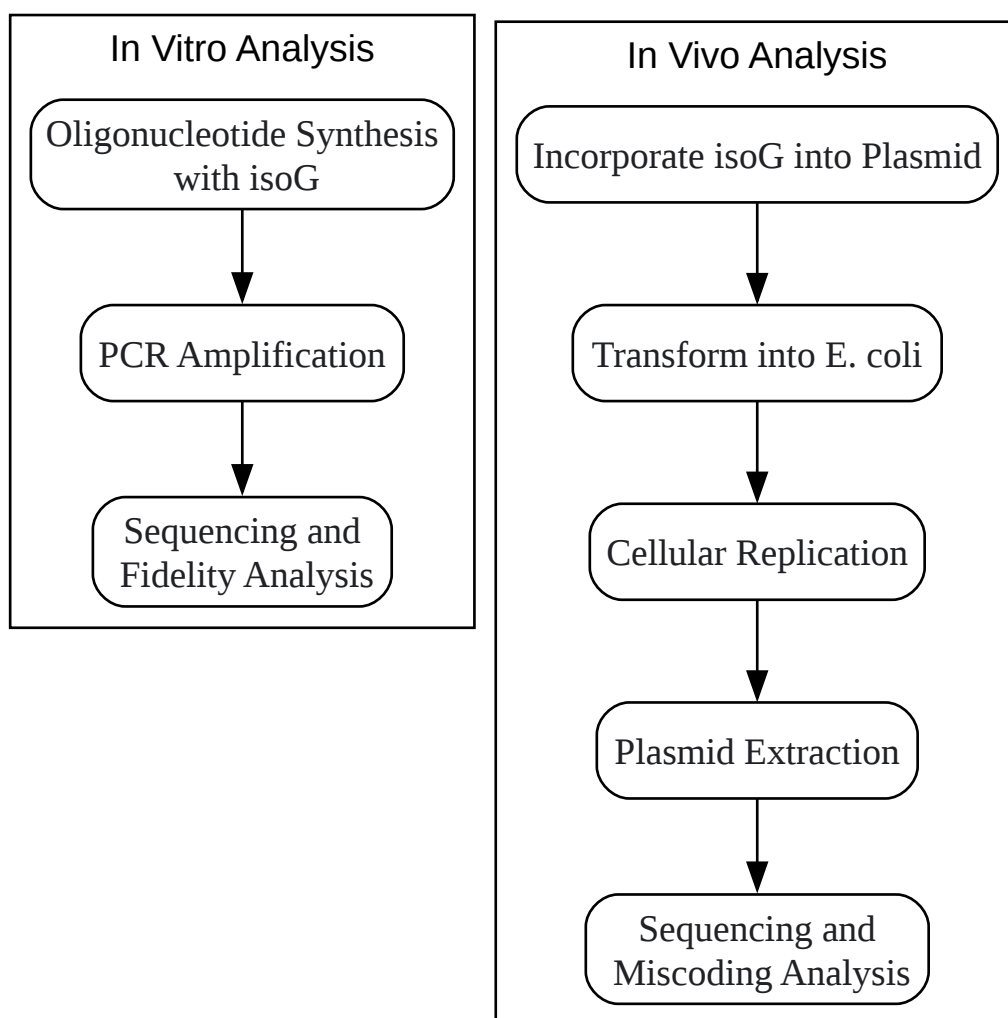 In Vitro Analysis
Oligonucleotide Synthesis
with isoG
PCR Amplification
Sequencing and
Fidelity Analysis
In Vivo Analysis
Incorporate isoG into Plasmid
Transform into E. coli
Cellular Replication
Plasmid Extraction
Sequencing and
Miscoding Analysis